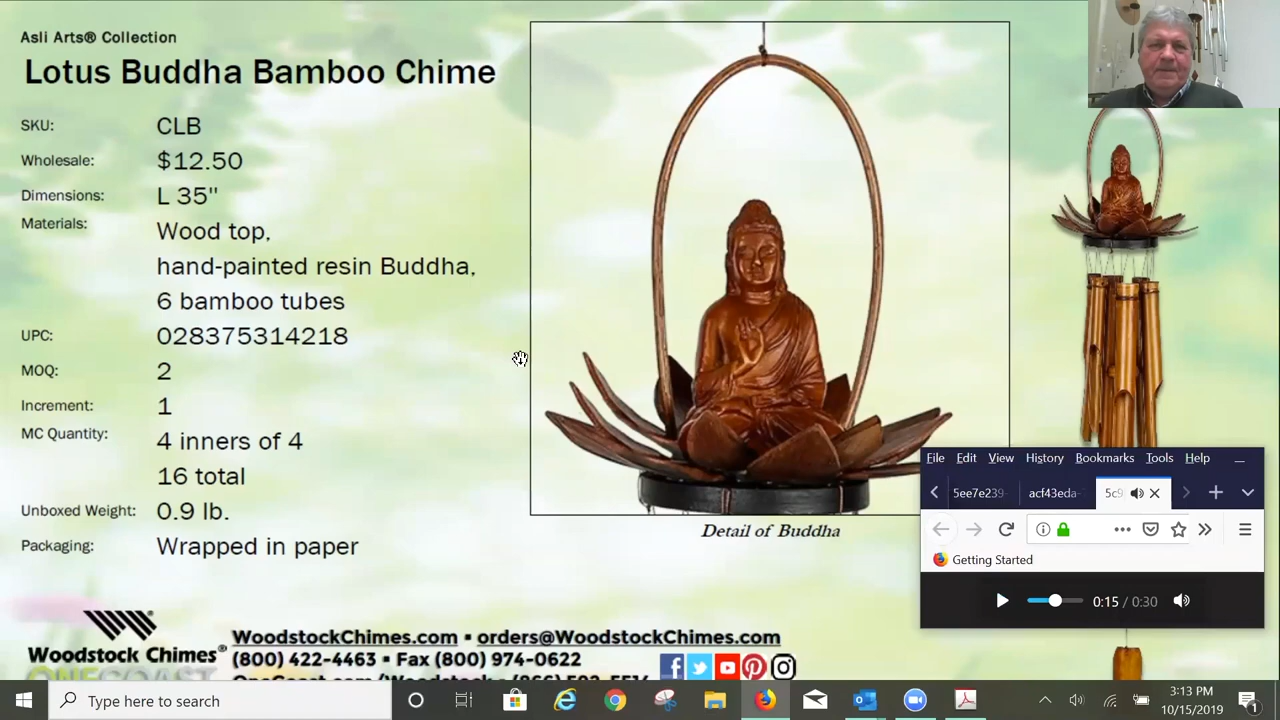 Asli Arts® Collection
Lotus Buddha Bamboo Chime
SKU: CLB
Wholesale: $12.50
Dimensions: L 35"
Materials: Wood top,
hand-painted resin Buddha,
6 bamboo tubes
UPC: 028375314218
MOQ: 2
Increment: 1
MC Quantity: 4 inners of 4
16 total
Unboxed Weight: 0.9 lb.
Packaging: Wrapped in paper
Detail of Buddha
File Edit View History Bookmarks Tools Help
5ee7e239- acf43eda- 5c9
Getting Started
0:15 / 0:30
Woodstock Chimes®
WoodstockChimes.com ▪ orders@WoodstockChimes.com
(800) 422-4463 ▪ Fax (800) 974-0622
Type here to search
3:13 PM
10/15/2019
1